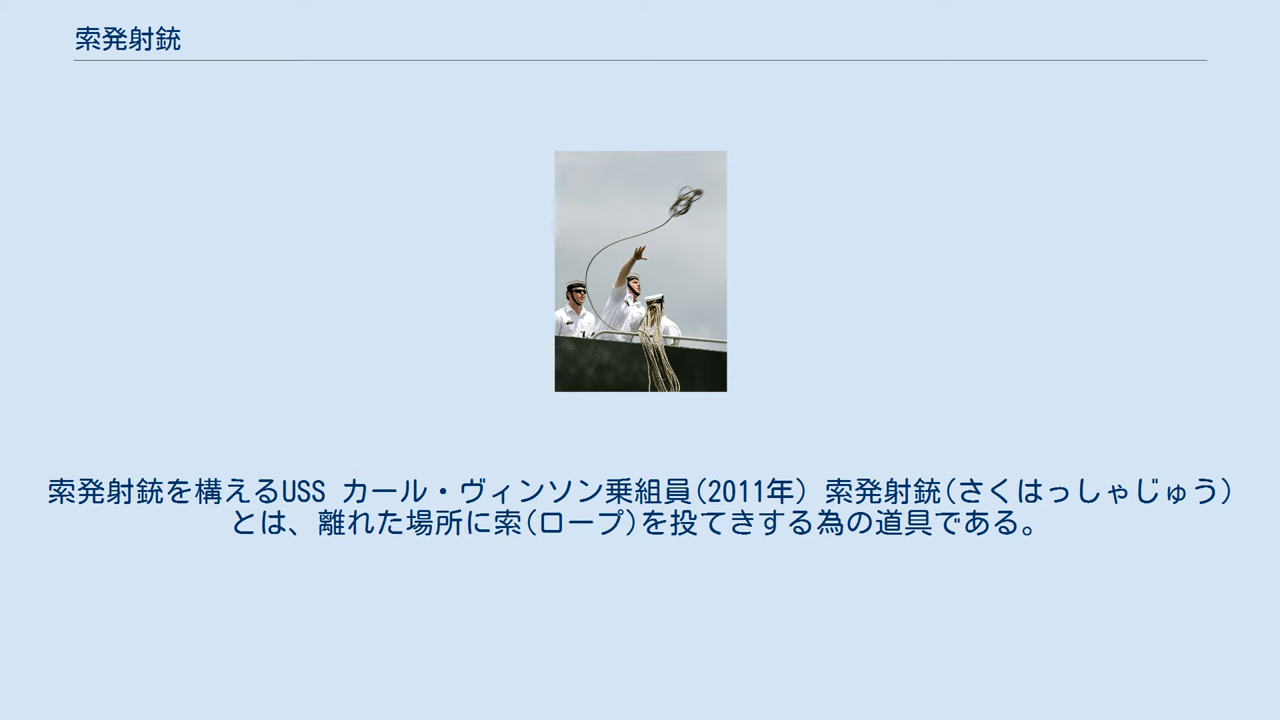 索発射銃
索発射銃を構えるUSS カール・ヴィンソン乗組員(2011年) 索発射銃(さくはっしゃじゅう)
とは、離れた場所に索(ロープ)を投てきする為の道具である。